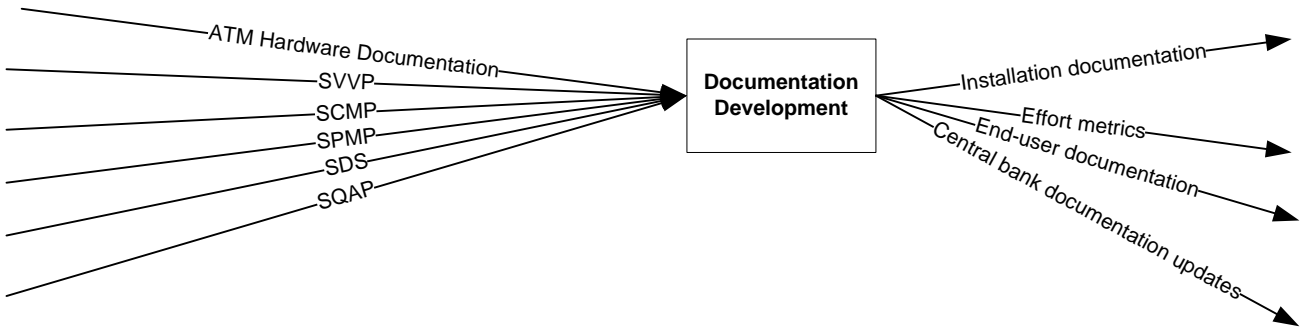 ATM Hardware Documentation
SVVP
SCMP
SPMP
SDS
SQAP
Documentation
Development
Installation documentation
Effort metrics
End-user documentation
Central bank documentation updates